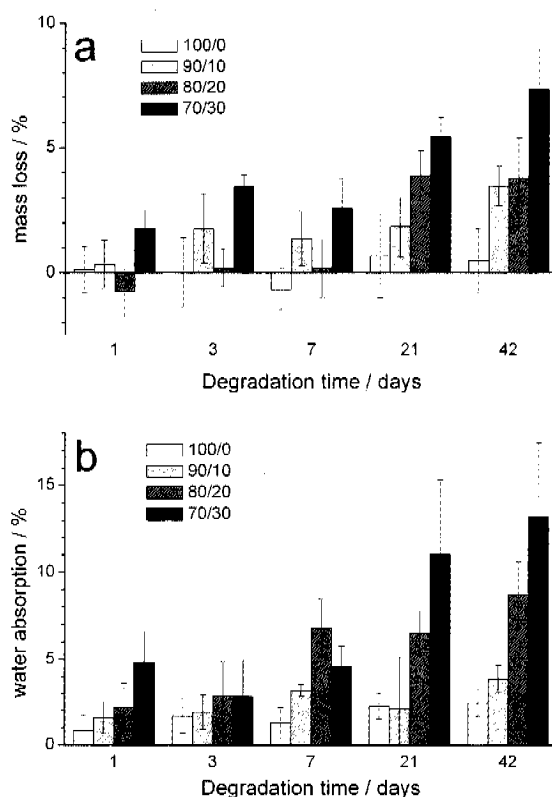 10
a
100/0
90/10
80/20
70/30
5
0
mass loss / %
1 3 7 21 42
Degradation time / days
b
100/0
90/10
80/20
70/30
15
10
5
0
water absorption / %
1 3 7 21 42
Degradation time / days